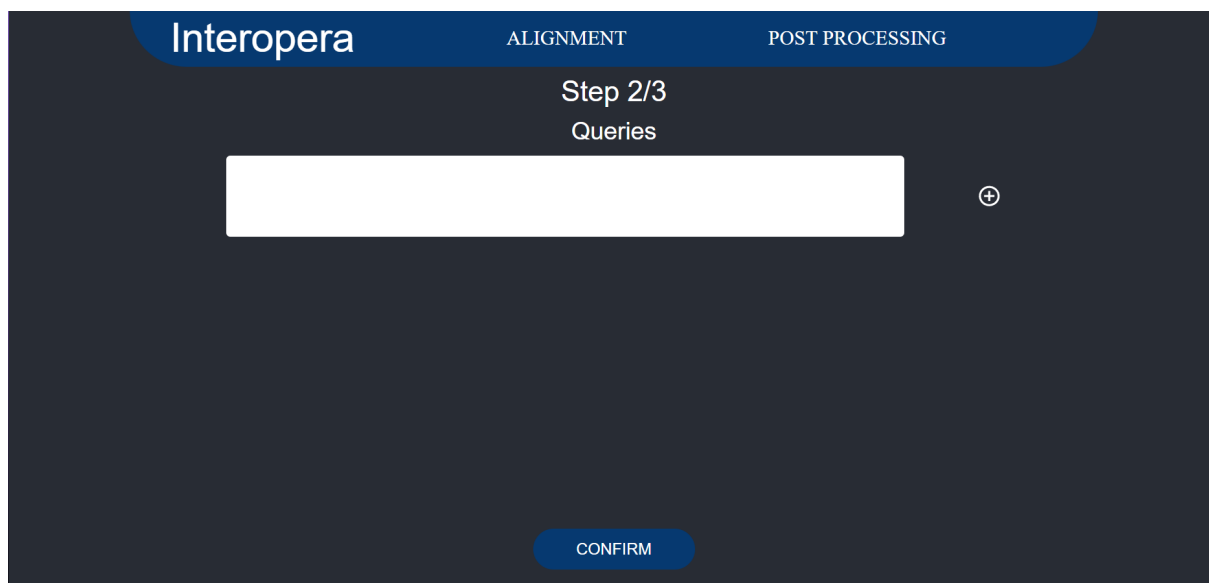 Interopera ALIGNMENT POST PROCESSING
Step 2/3
Queries
CONFIRM